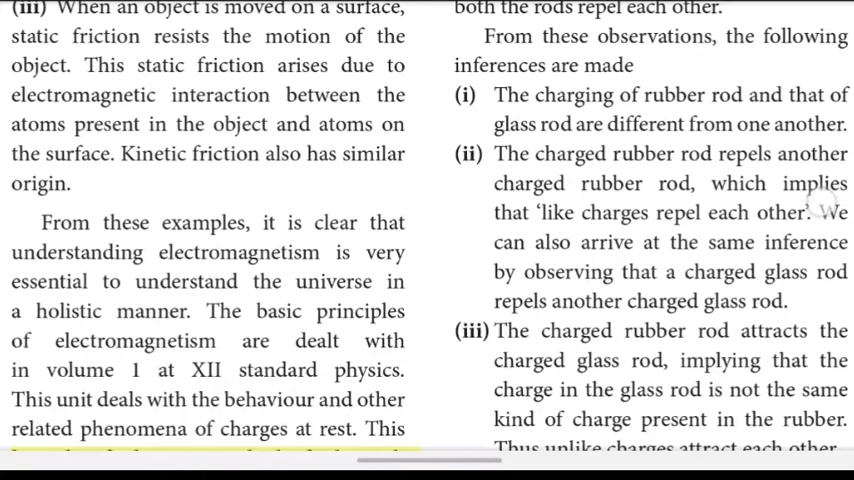 (iii) When an object is moved on a surface,
static friction resists the motion of the
object. This static friction arises due to
electromagnetic interaction between the
atoms present in the object and atoms on
the surface. Kinetic friction also has similar
origin.
From these examples, it is clear that
understanding electromagnetism is very
essential to understand the universe in
a holistic manner. The basic principles
of electromagnetism are dealt with
in volume 1 at XII standard physics.
This unit deals with the behaviour and other
related phenomena of charges at rest. This
both the rods repel each other.
From these observations, the following
inferences are made
(i) The charging of rubber rod and that of
glass rod are different from one another.
(ii) The charged rubber rod repels another
charged rubber rod, which implies
that ‘like charges repel each other’. We
can also arrive at the same inference
by observing that a charged glass rod
repels another charged glass rod.
(iii) The charged rubber rod attracts the
charged glass rod, implying that the
charge in the glass rod is not the same
kind of charge present in the rubber.
Thus unlike charges attract each other.